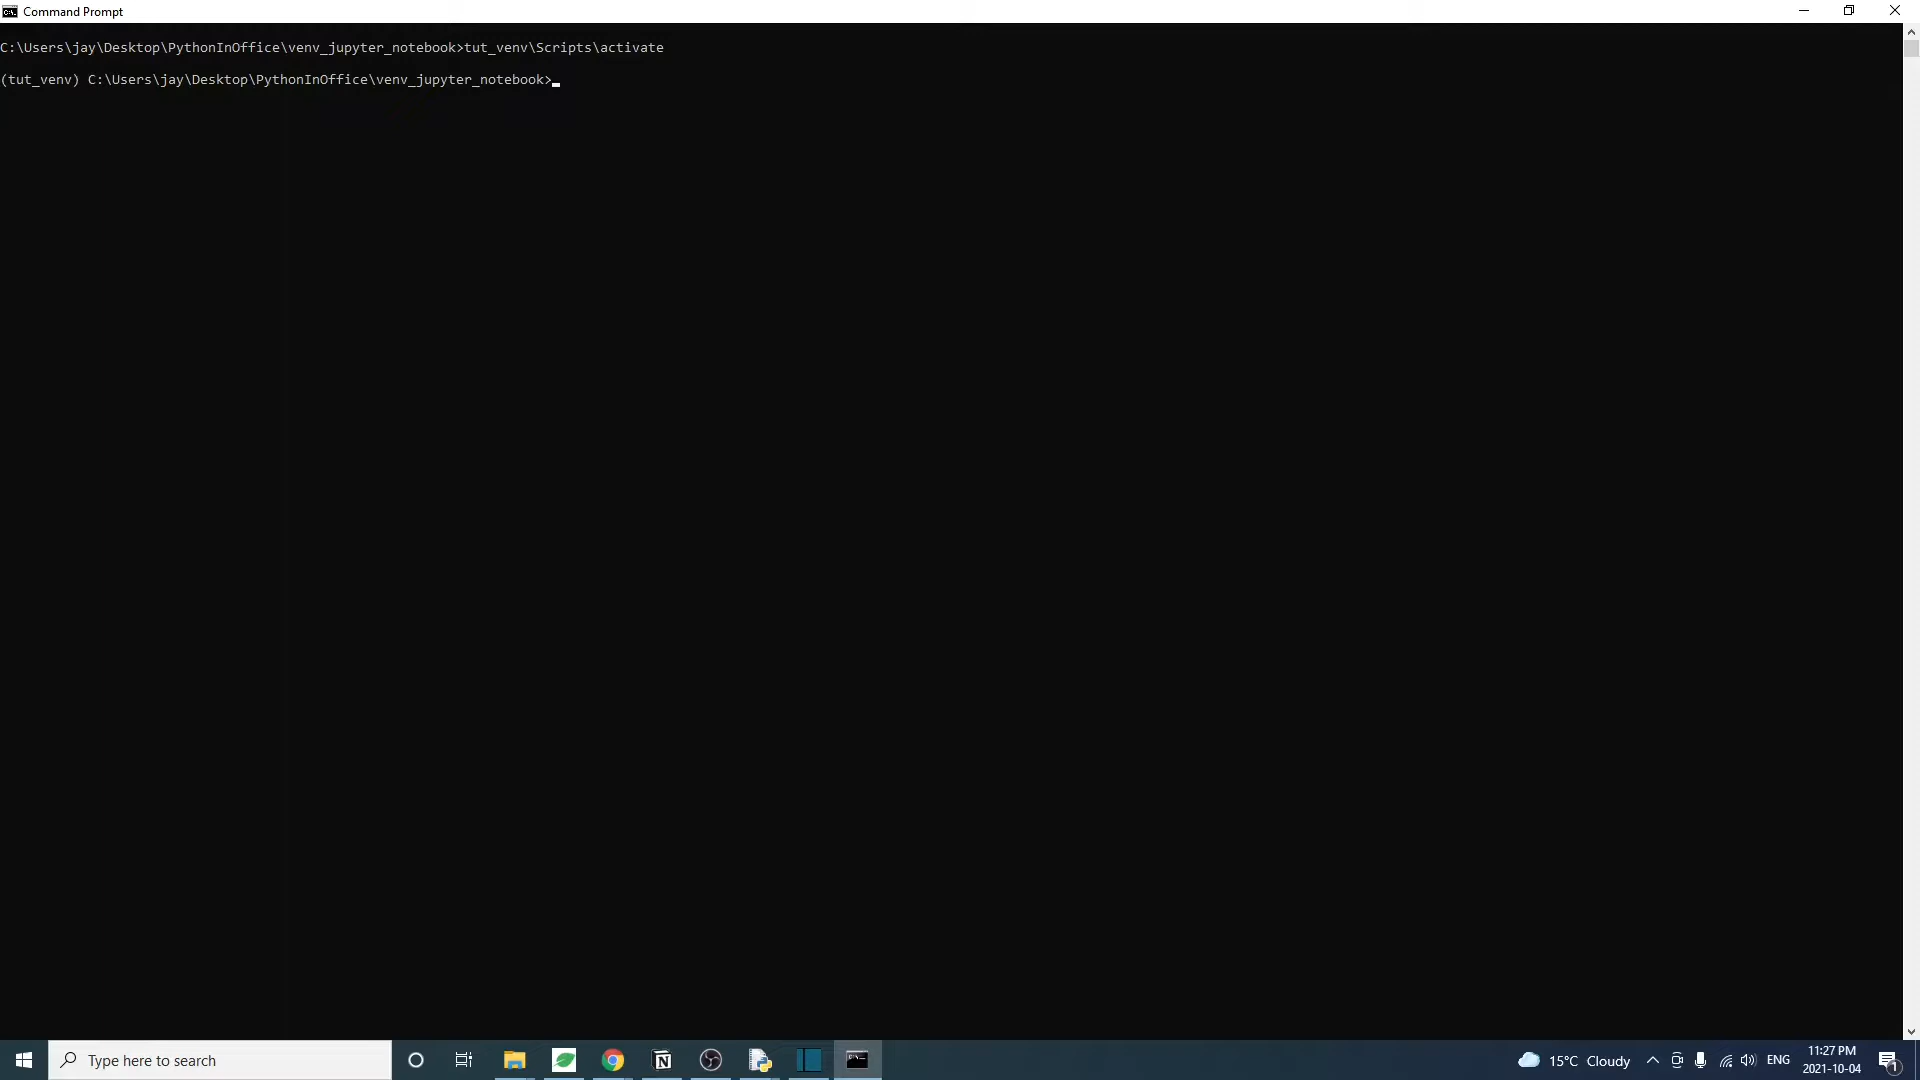 Command Prompt
C:\Users\jay\Desktop\PythonInOffice\venv_jupyter_notebook>tut_venv\Scripts\activate
(tut_venv) C:\Users\jay\Desktop\PythonInOffice\venv_jupyter_notebook>
Type here to search
15°C Cloudy
ENG
11:27 PM
2021-10-04
1